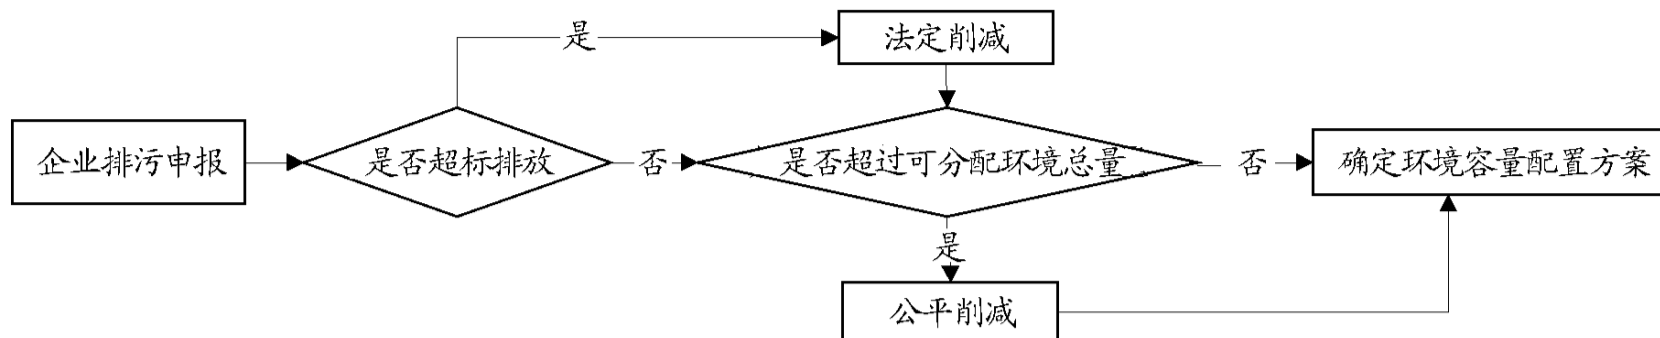 是
法定削减
企业排污申报
是否超标排放
否
是否超过可分配环境总量
否
确定环境容量配置方案
是
公平削减